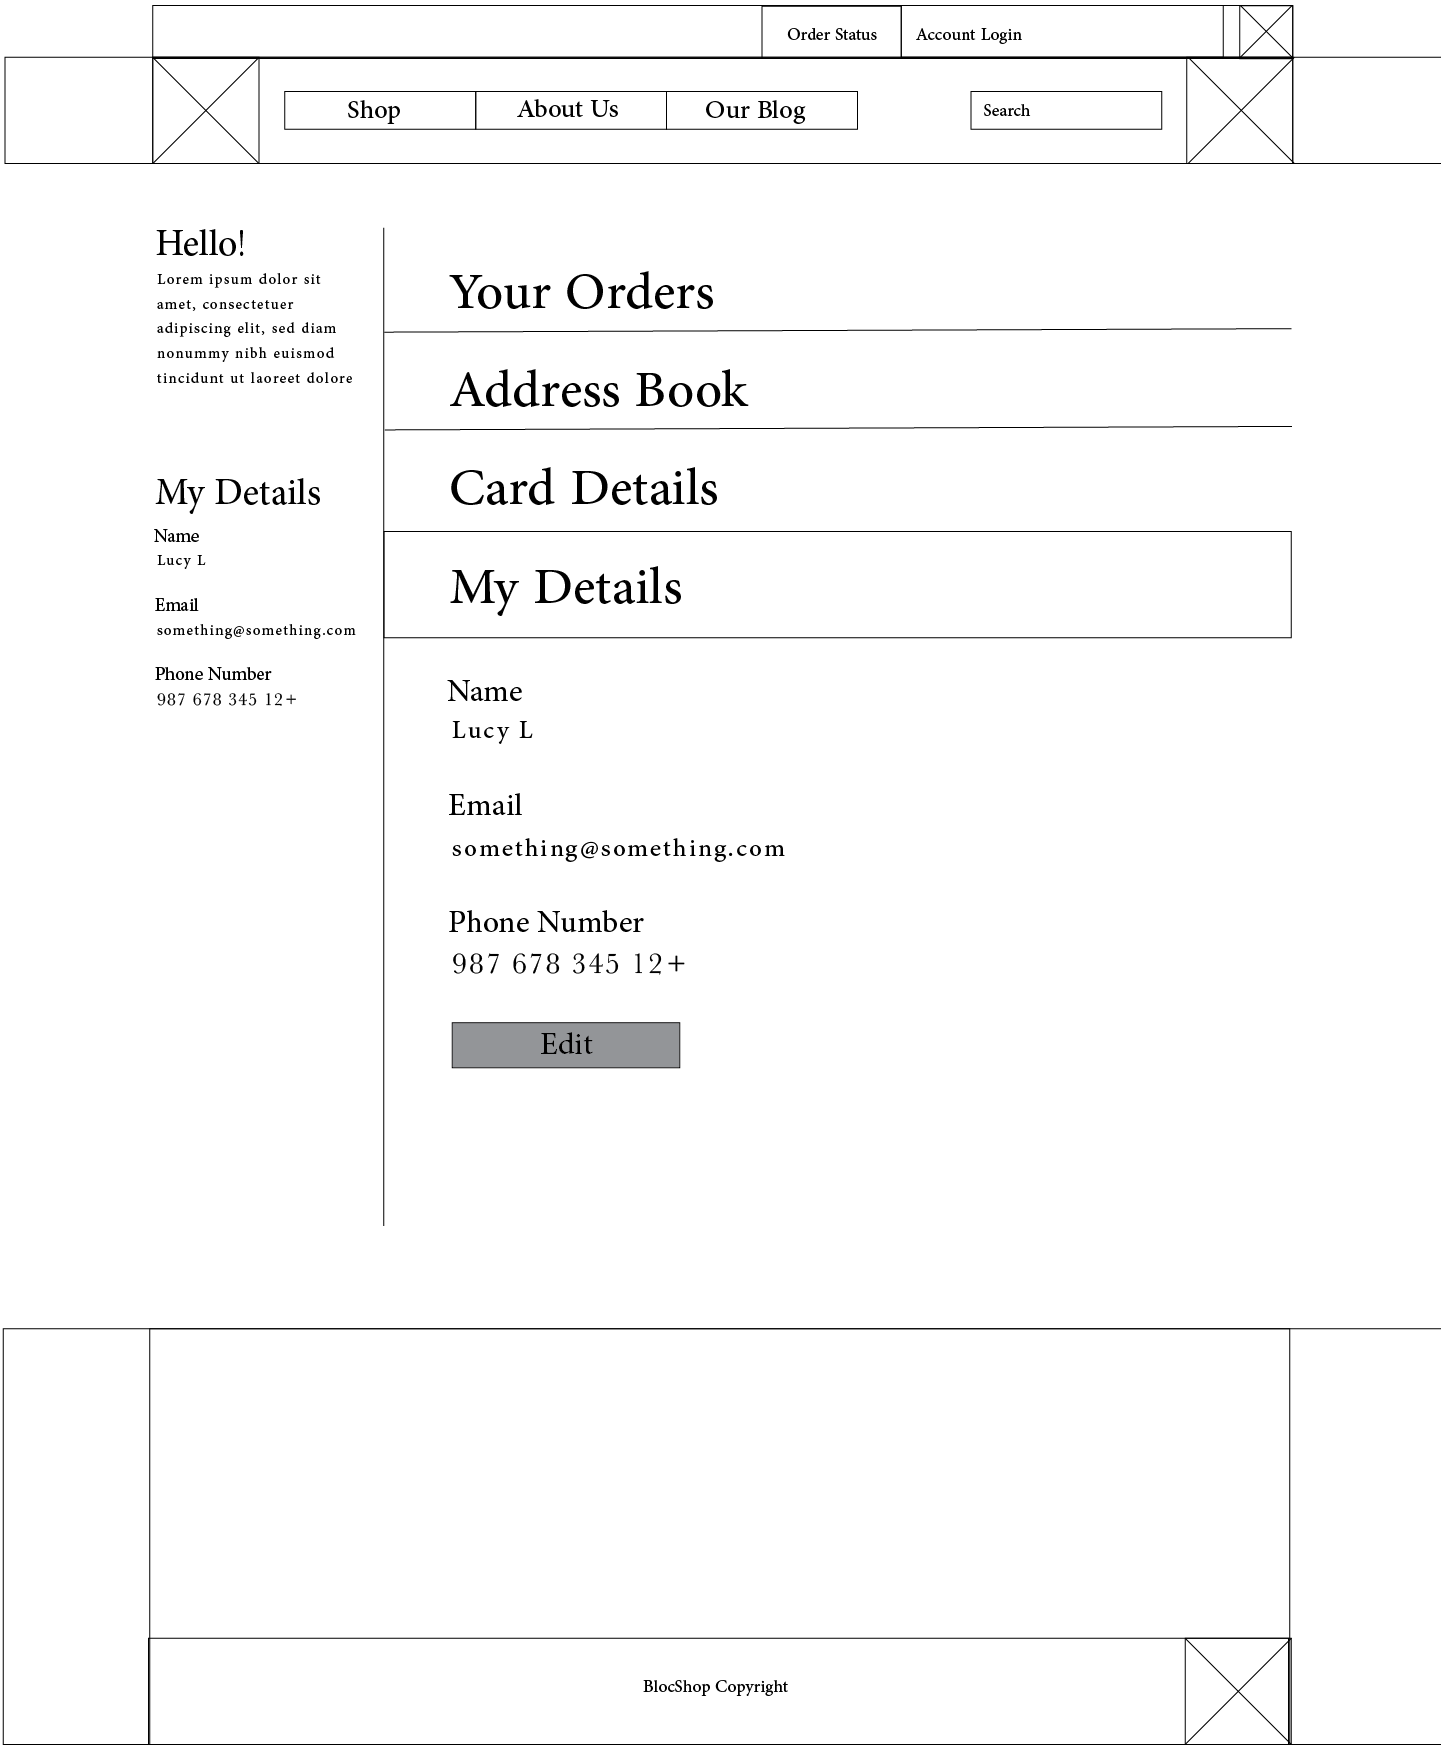 Order Status
Account Login
Shop
About Us
Our Blog
Search
Hello!
Lorem ipsum dolor sit
amet, consectetuer
adipiscing elit, sed diam
nonummy nibh euismod
tincidunt ut laoreet dolore
My Details
Name
Lucy L
Email
something@something.com
Phone Number
987 678 345 12+
Your Orders
Address Book
Card Details
My Details
Name
Lucy L
Email
something@something.com
Phone Number
987 678 345 12+
Edit
BlocShop Copyright